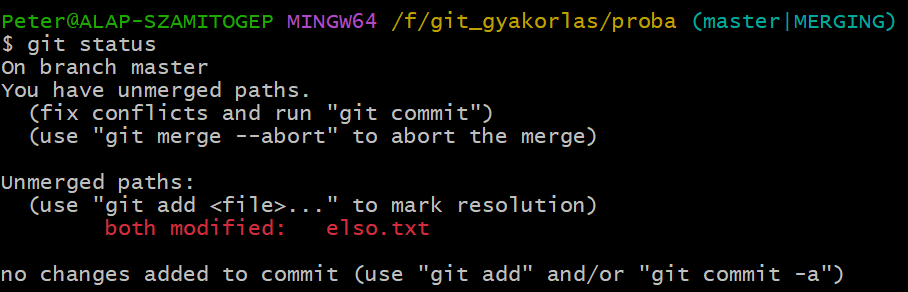 Peter@ALAP-SZAMITOGEP MINGW64 /f/git_gyakorlas/proba (master|MERGING)
$ git status
On branch master
You have unmerged paths.
  (fix conflicts and run "git commit")
  (use "git merge --abort" to abort the merge)

Unmerged paths:
  (use "git add <file>..." to mark resolution)
        both modified:   elso.txt

no changes added to commit (use "git add" and/or "git commit -a")